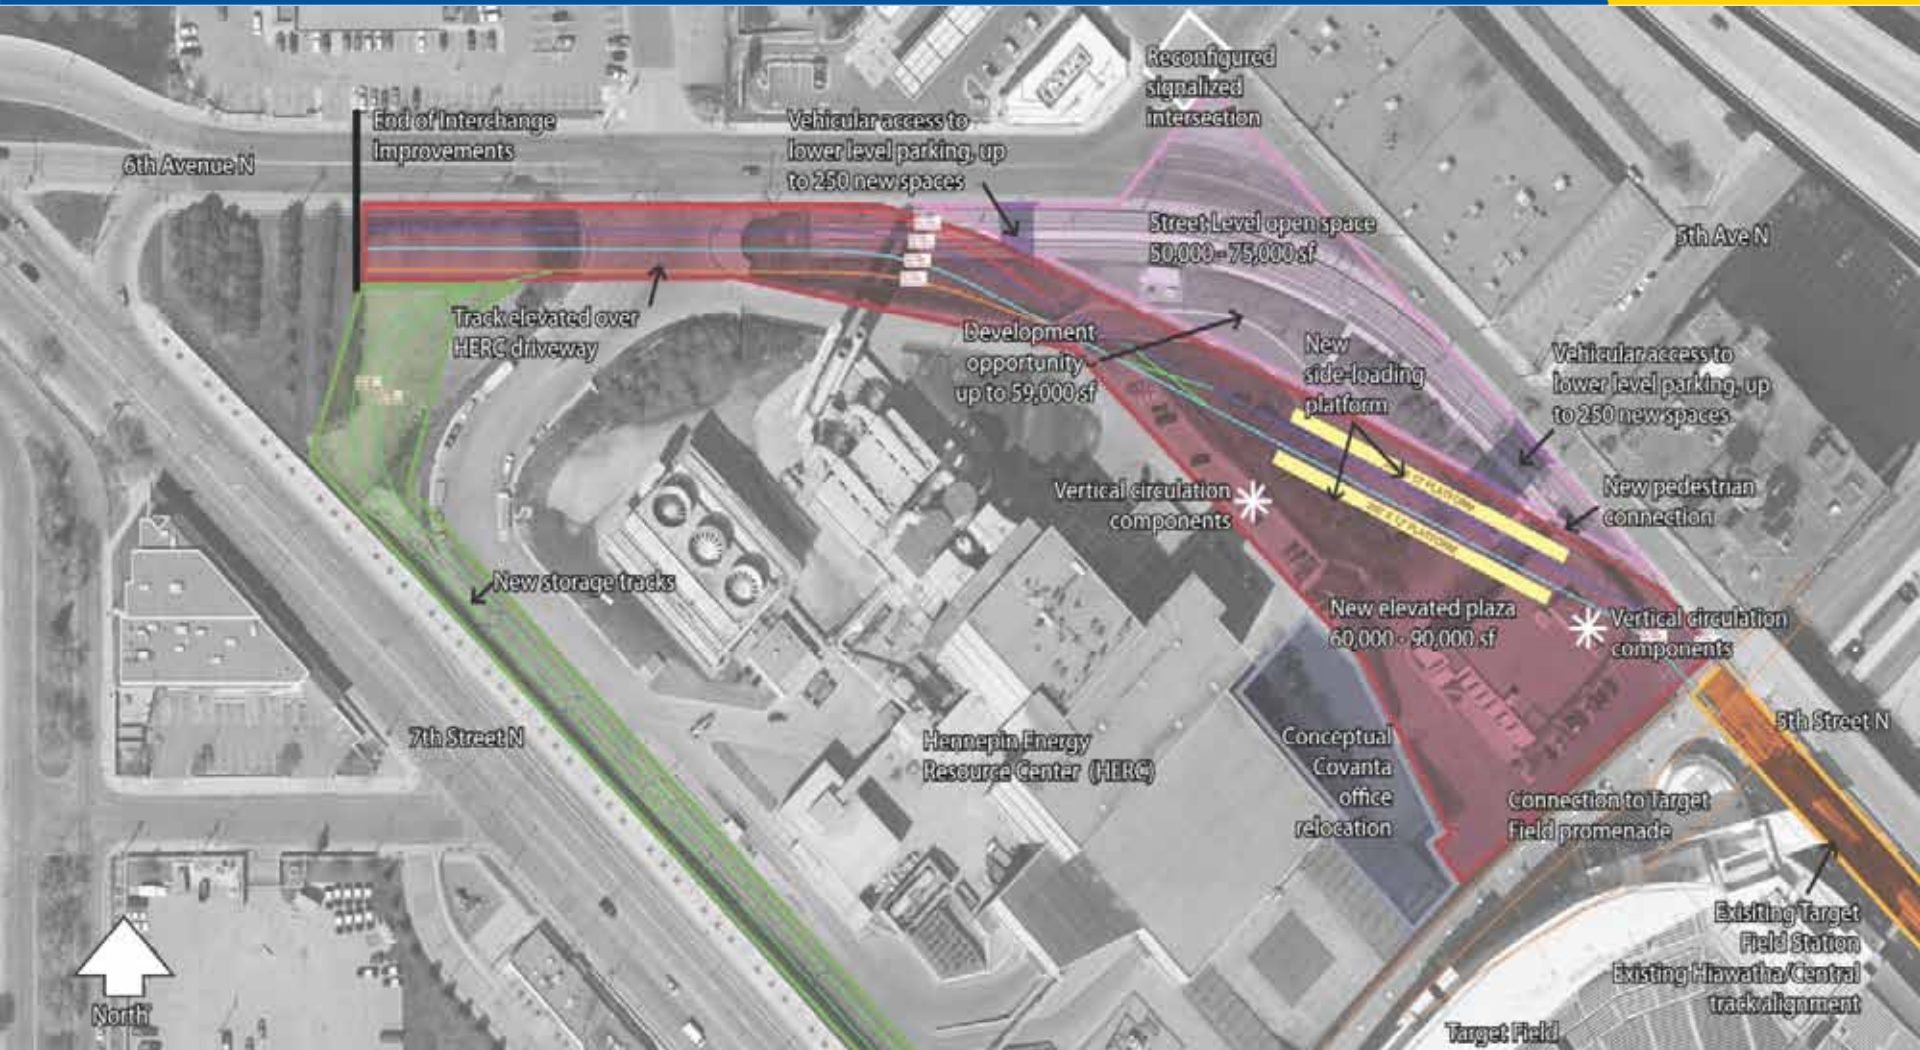 Reconfigured
signalized
intersection
End of Interchange
Improvements
Vehicular access to
lower level parking, up
to 250 new spaces
6th Avenue N
Street Level open space
50,000 - 75,000 sf
5th Ave N
Track elevated over
HERC driveway
Development
opportunity
up to 59,000 sf
New
side-loading
platform
Vehicular access to
lower level parking, up
to 250 new spaces
Vertical circulation
components
12' PLATFORM
12' PLATFORM
New pedestrian
connection
New storage tracks
New elevated plaza
60,000 - 90,000 sf
Vertical circulation
components
7th Street N
Hennepin Energy
Resource Center (HERC)
Conceptual
Covanta
office
relocation
5th Street N
Connection to Target
Field promenade
Exisiting Target
Field Station
Existing Hiawatha/Central
track alignment
North
Target Field